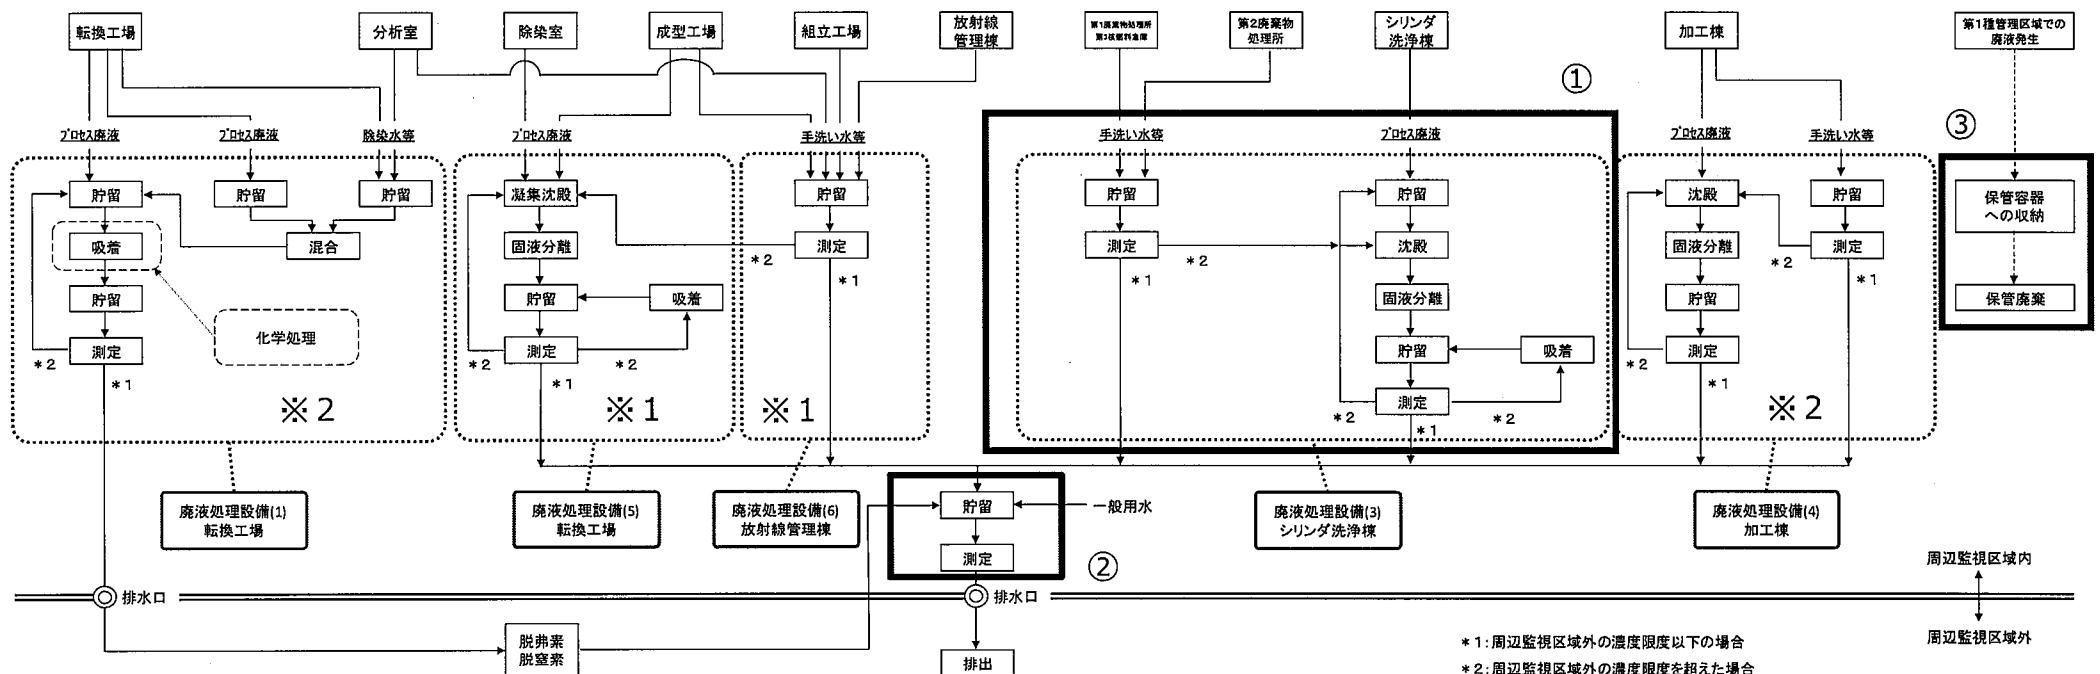 転換工場
分析室
除染室
成型工場
組立工場
放射線
管理棟
第1廃棄物処理所
第3核燃料倉庫
第2廃棄物
処理所
シリンダ
洗浄棟
加工棟
第1種管理区域での
廃液発生
①
③
プロセス廃液
プロセス廃液
除染水等
プロセス廃液
手洗い水等
手洗い水等
プロセス廃液
プロセス廃液
手洗い水等
貯留
貯留
貯留
吸着
混合
貯留
測定
*2
*1
化学処理
※2
凝集沈殿
固液分離
貯留
吸着
測定
*2
*2
*1
※1
貯留
測定
*2
*1
※1
貯留
測定
*2
*1
貯留
沈殿
固液分離
貯留
吸着
測定
*2
*2
*1
沈殿
固液分離
貯留
測定
*2
*1
貯留
測定
*2
*1
※2
保管容器
への収納
保管廃棄
廃液処理設備(1)
転換工場
廃液処理設備(5)
転換工場
廃液処理設備(6)
放射線管理棟
貯留
一般用水
測定
②
廃液処理設備(3)
シリンダ洗浄棟
廃液処理設備(4)
加工棟
周辺監視区域内
排水口
排水口
周辺監視区域外
脱弗素
脱窒素
排出
*1:周辺監視区域外の濃度限度以下の場合
*2:周辺監視区域外の濃度限度を超えた場合